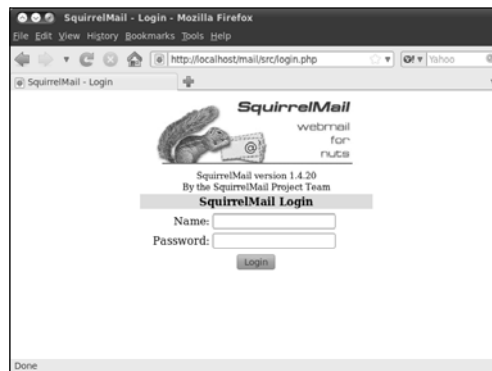 SquirrelMail - Login - Mozilla Firefox
File Edit View History Bookmarks Tools Help
http://localhost/mail/src/login.php
Yahoo
SquirrelMail - Login
SquirrelMail
webmail
for
nuts
@
SquirrelMail version 1.4.20
By the SquirrelMail Project Team
SquirrelMail Login
Name:
Password:
Login
Done